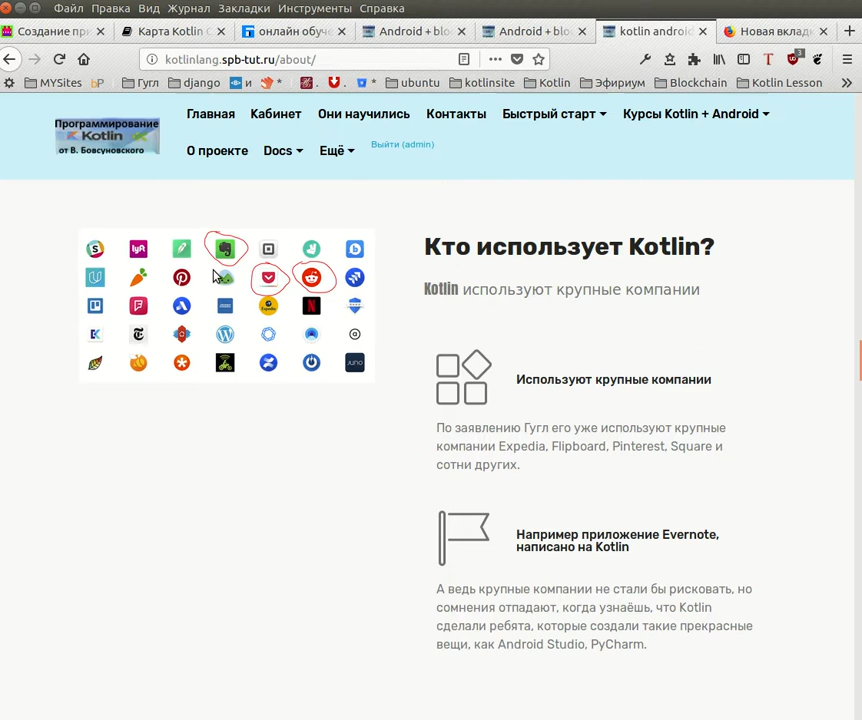 Файл Правка Вид Журнал Закладки Инструменты Справка
Создание при
Карта Kotlin C
онлайн обуче
Android + blo
Android + blo
kotlin android
Новая вклад
kotlinlang.spb-tut.ru/about/
3
MYSites
Гугл
django
и
*
.
.
*
ubuntu
kotlinsite
Kotlin
Эфириум
Blockchain
Kotlin Lesson
Программирование
Kotlin
от В. Бовсуновского
Главная Кабинет Они научились Контакты Быстрый старт Курсы Kotlin + Android
О проекте Docs Ещё Выйти (admin)
Кто использует Kotlin?
Kotlin используют крупные компании
Используют крупные компании
По заявлению Гугл его уже используют крупные
компании Expedia, Flipboard, Pinterest, Square и
сотни других.
Например приложение Evernote,
написано на Kotlin
А ведь крупные компании не стали бы рисковать, но
сомнения отпадают, когда узнаёшь, что Kotlin
сделали ребята, которые создали такие прекрасные
вещи, как Android Studio, PyCharm.